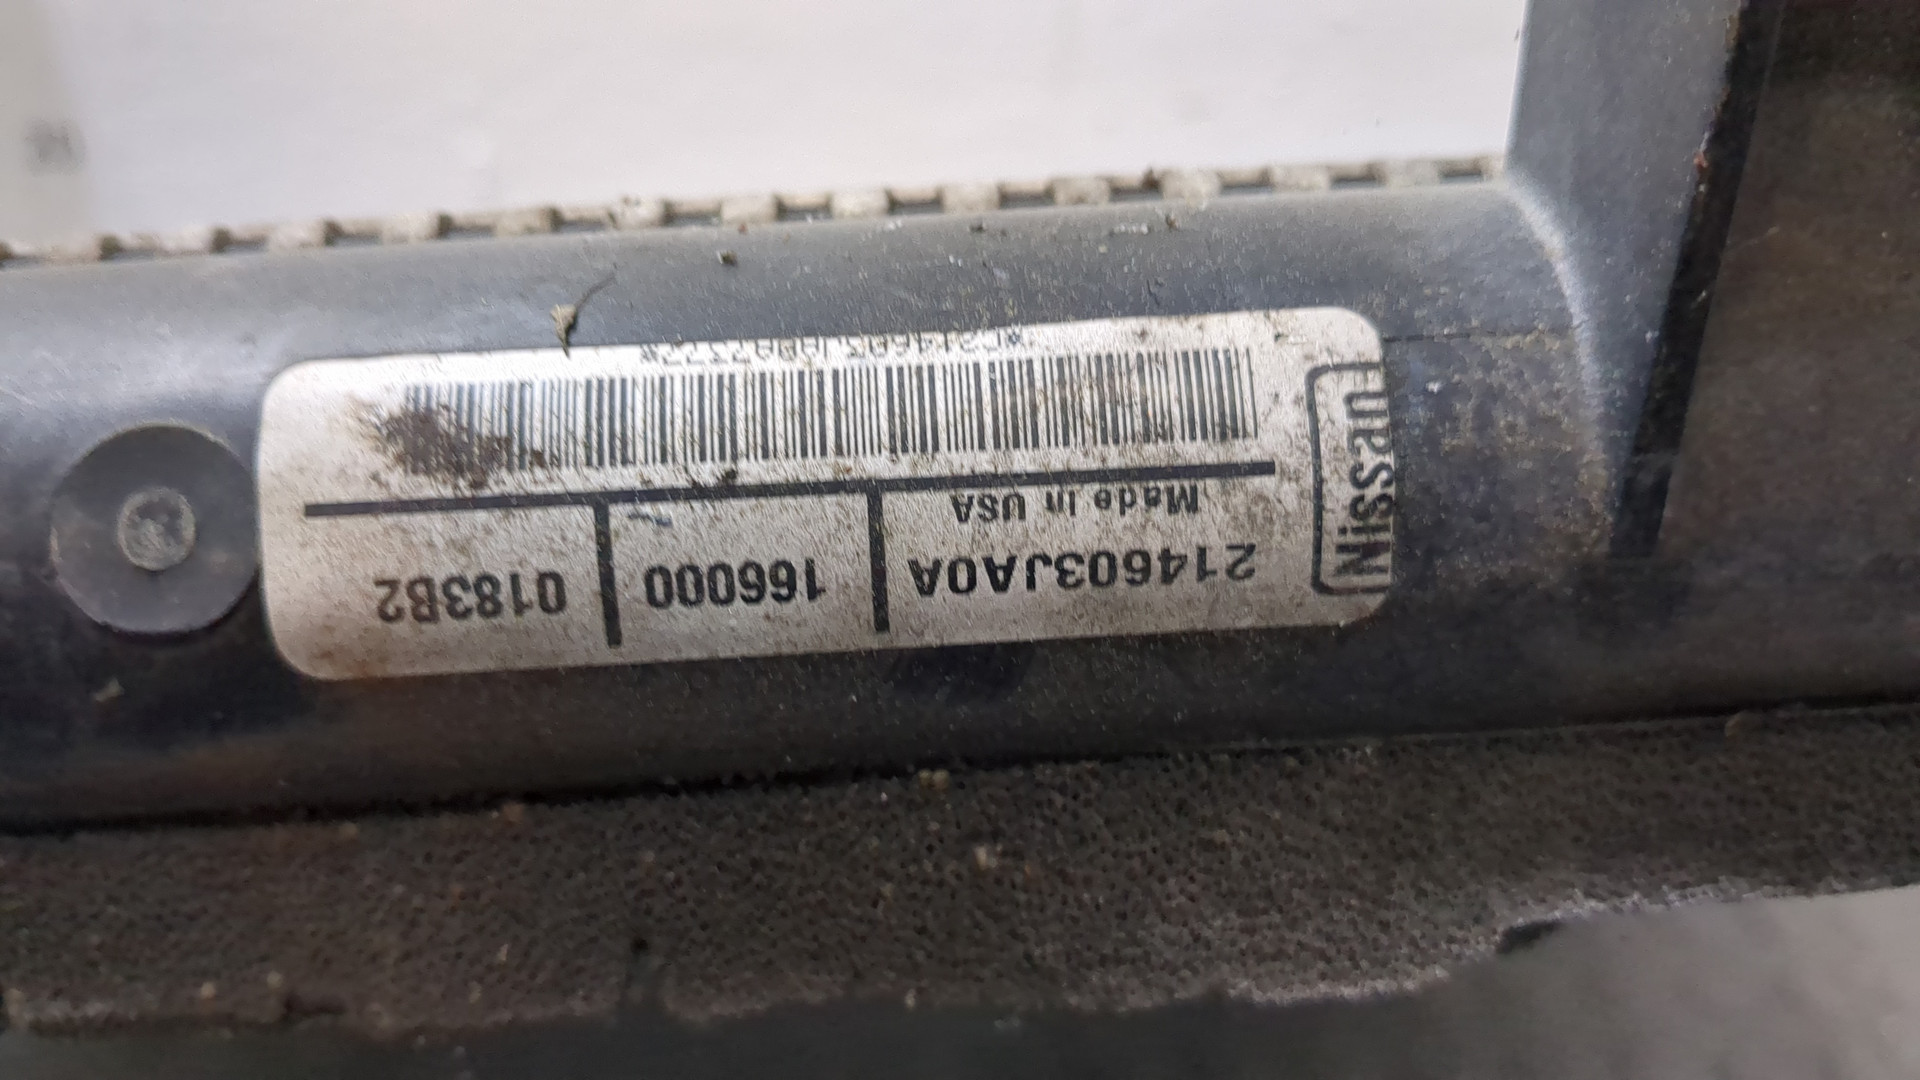 NISSan
214603JA0A 166000 0183B2
Made in USA